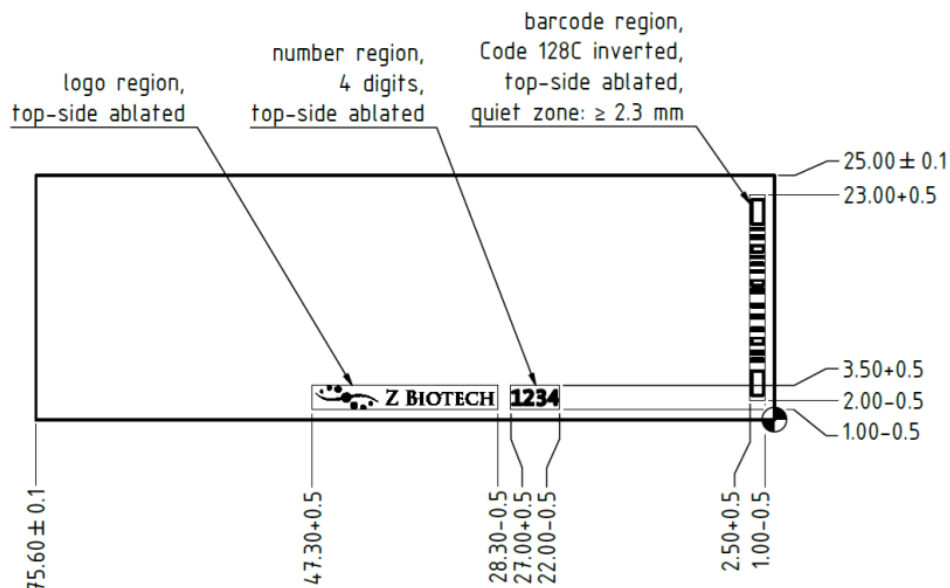 barcode region,
Code 128C inverted,
top-side ablated,
quiet zone: ≥ 2.3 mm
number region,
4 digits,
top-side ablated
logo region,
top-side ablated
25.00 ± 0.1
23.00+0.5
3.50+0.5
2.00-0.5
1.00-0.5
Z BIOTECH
1234
75.60 ± 0.1
47.30+0.5
28.30-0.5
27.00+0.5
22.00-0.5
2.50+0.5
1.00-0.5